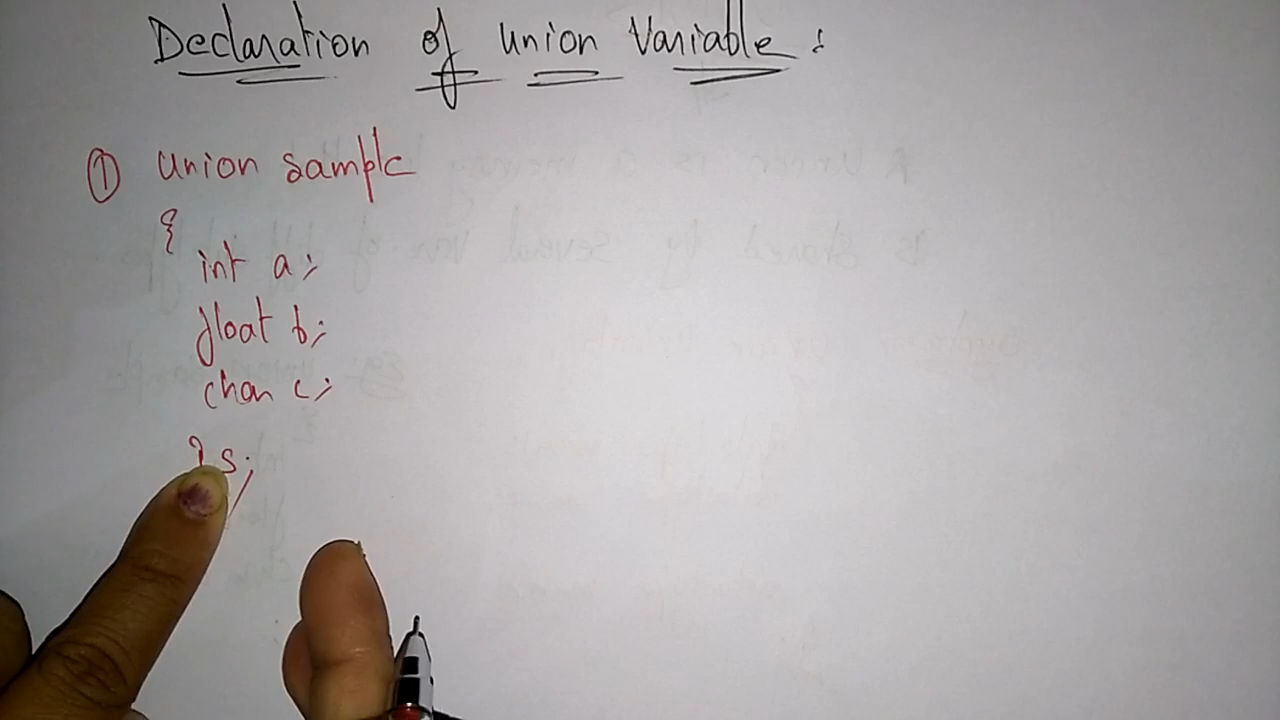 Declaration of Union Variable :
① Union sample
{
int a;
float b;
char c;
} s;